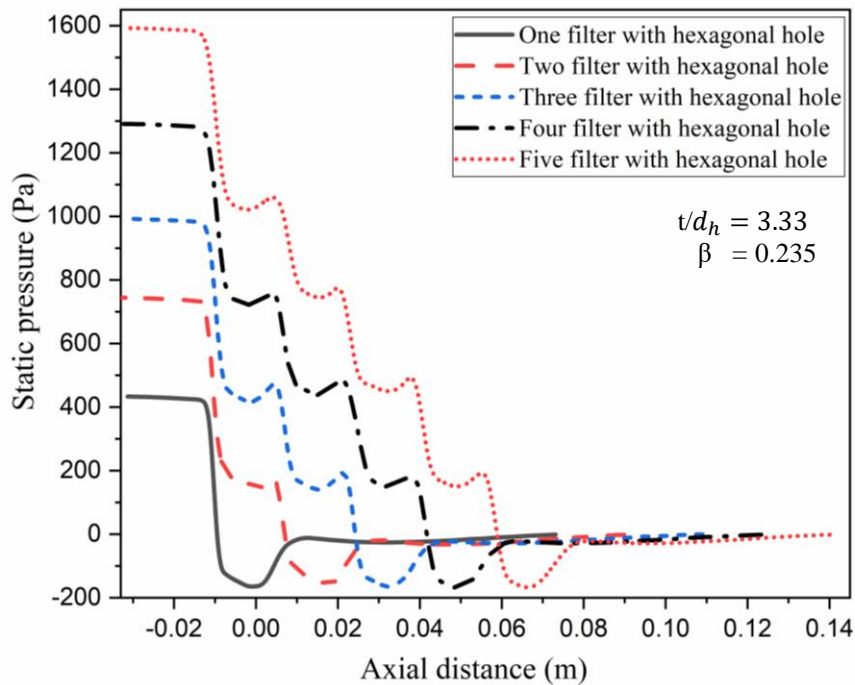 1600
1400
1200
1000
800
600
400
200
0
-200
Static pressure (Pa)
One filter with hexagonal hole
Two filter with hexagonal hole
Three filter with hexagonal hole
Four filter with hexagonal hole
Five filter with hexagonal hole
t/dₕ = 3.33
β = 0.235
-0.02 0.00 0.02 0.04 0.06 0.08 0.10 0.12 0.14
Axial distance (m)